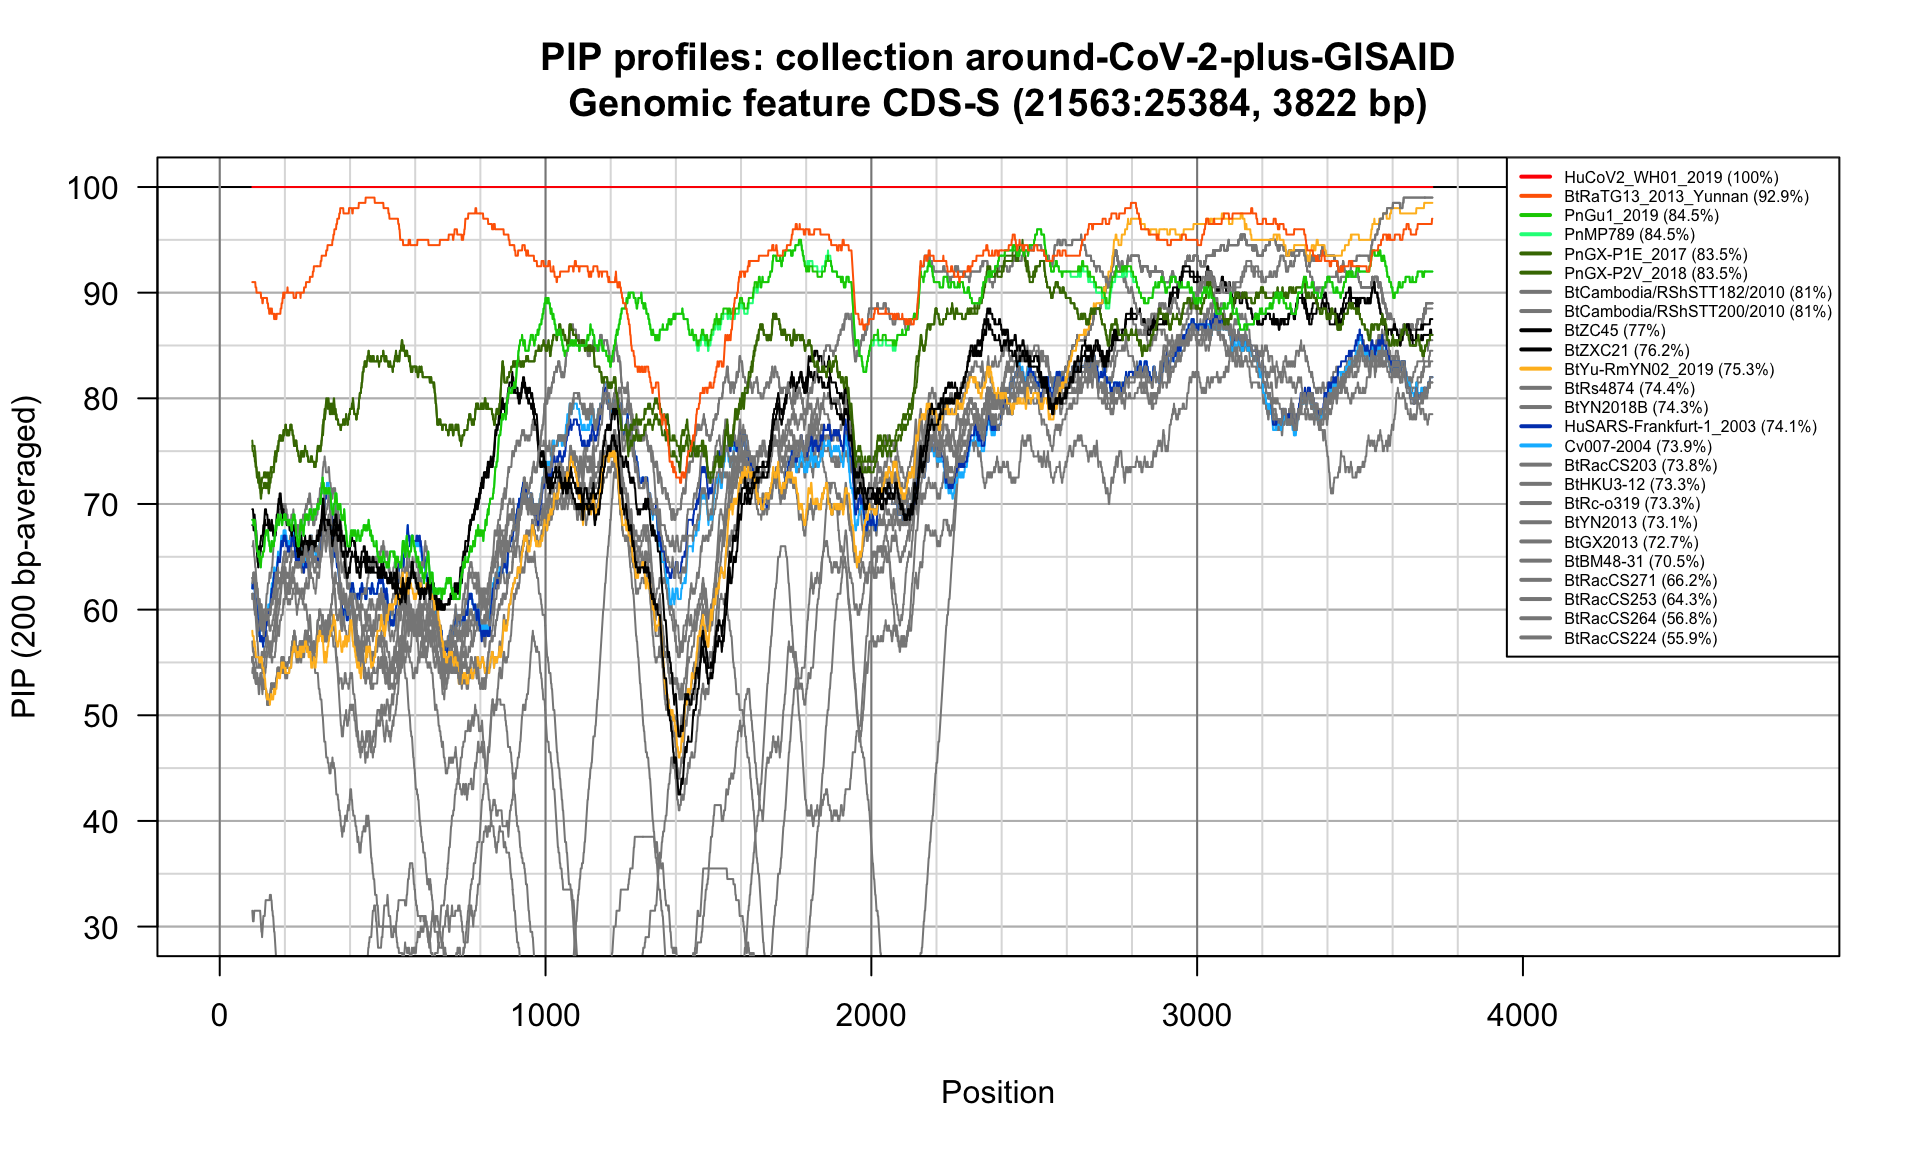 PIP profiles: collection around-CoV-2-plus-GISAID
Genomic feature CDS-S (21563:25384, 3822 bp)
PIP (200 bp-averaged)
100
90
80
70
60
50
40
30
HuCoV2_WH01_2019 (100%)
BtRaTG13_2013_Yunnan (92.9%)
PnGu1_2019 (84.5%)
PnMP789 (84.5%)
PnGX-P1E_2017 (83.5%)
PnGX-P2V_2018 (83.5%)
BtCambodia/RShSTT182/2010 (81%)
BtCambodia/RShSTT200/2010 (81%)
BtZC45 (77%)
BtZXC21 (76.2%)
BtYu-RmYN02_2019 (75.3%)
BtRs4874 (74.4%)
BtYN2018B (74.3%)
HuSARS-Frankfurt-1_2003 (74.1%)
Cv007-2004 (73.9%)
BtRacCS203 (73.8%)
BtHKU3-12 (73.3%)
BtRc-o319 (73.3%)
BtYN2013 (73.1%)
BtGX2013 (72.7%)
BtBM48-31 (70.5%)
BtRacCS271 (66.2%)
BtRacCS253 (64.3%)
BtRacCS264 (56.8%)
BtRacCS224 (55.9%)
0 1000 2000 3000 4000
Position